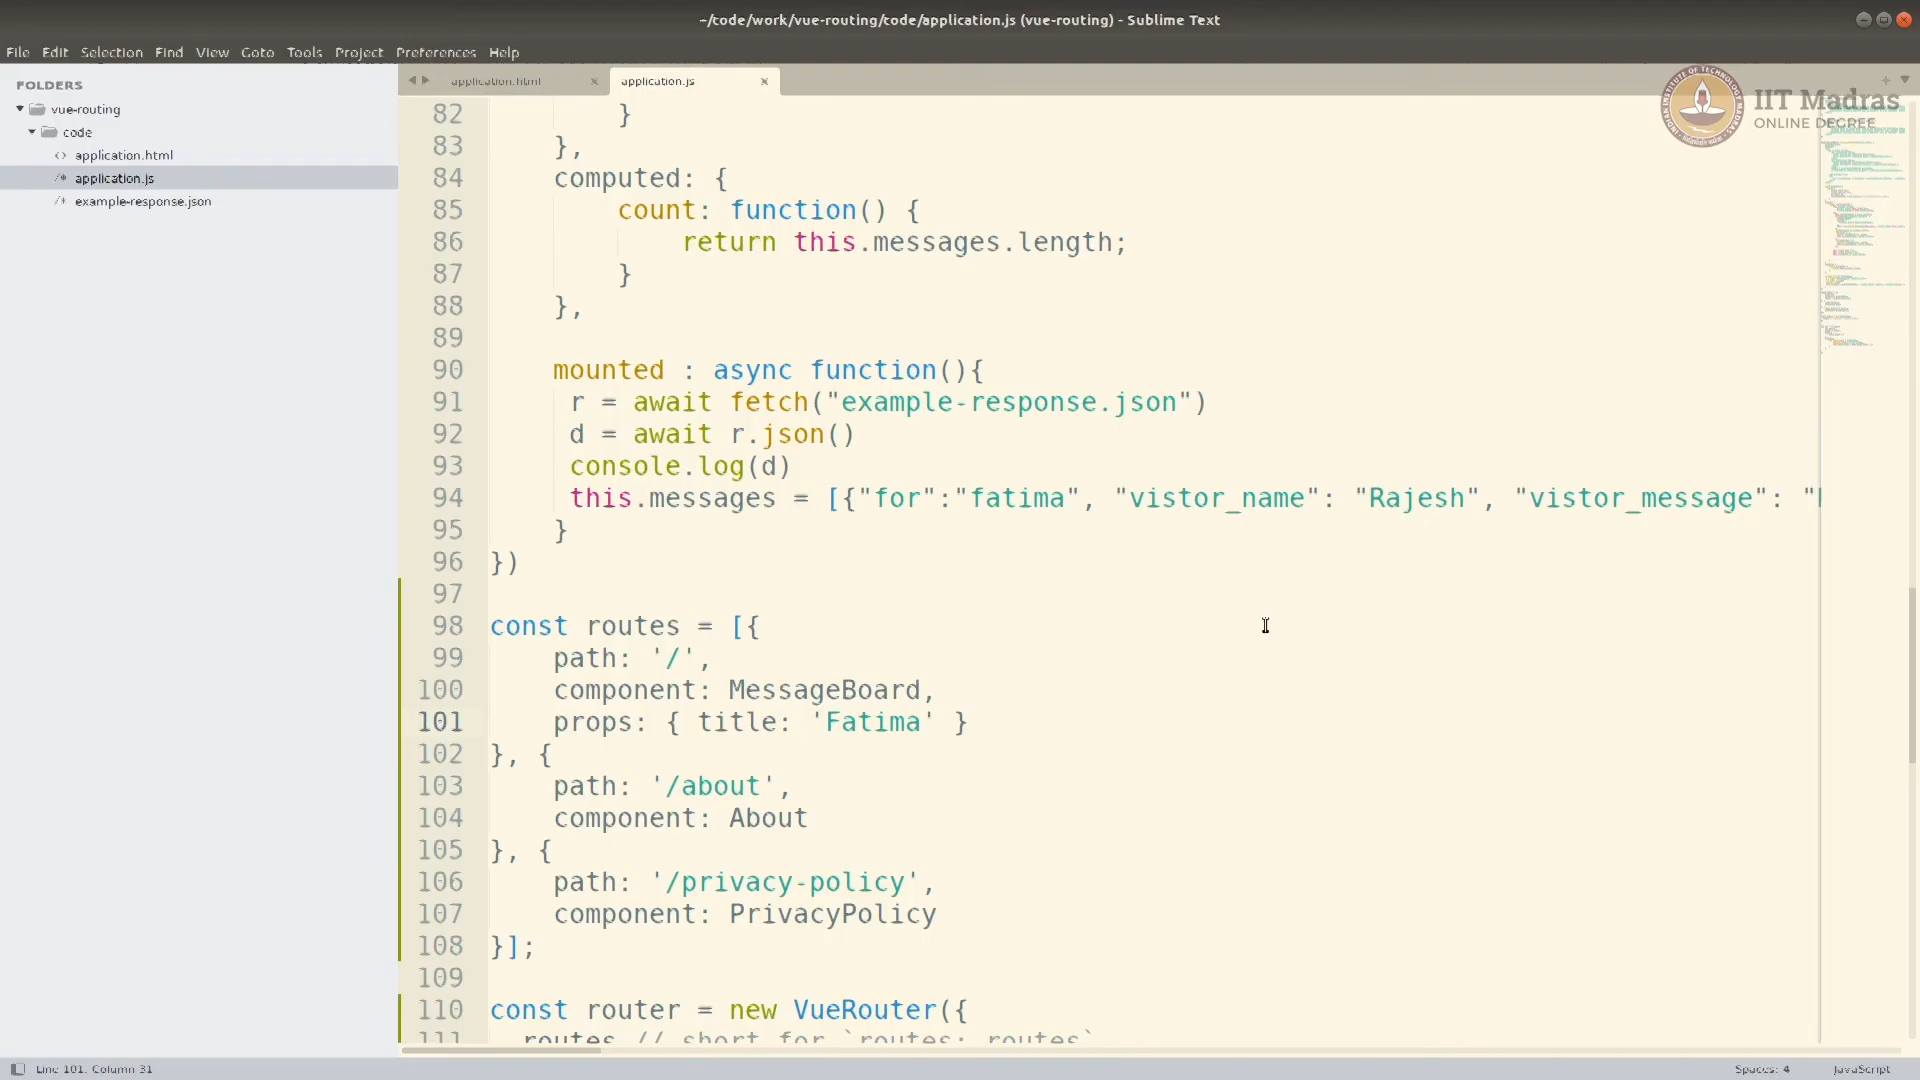 ~/code/work/vue-routing/code/application.js (vue-routing) - Sublime Text
File Edit Selection Find View Goto Tools Project Preferences Help
FOLDERS
vue-routing
code
application.html
application.js
example-response.json
application.html
application.js
IIT Madras
ONLINE DEGREE
82 }
83 },
84 computed: {
85 count: function() {
86 return this.messages.length;
87 }
88 },
89
90 mounted : async function(){
91 r = await fetch("example-response.json")
92 d = await r.json()
93 console.log(d)
94 this.messages = [{"for":"fatima", "vistor_name": "Rajesh", "vistor_message": "
95 }
96 })
97
98 const routes = [{
99 path: '/',
100 component: MessageBoard,
101 props: { title: 'Fatima' }
102 }, {
103 path: '/about',
104 component: About
105 }, {
106 path: '/privacy-policy',
107 component: PrivacyPolicy
108 }];
109
110 const router = new VueRouter({
111 routes // short for `routes: routes`
Line 101, Column 31
Spaces: 4
JavaScript